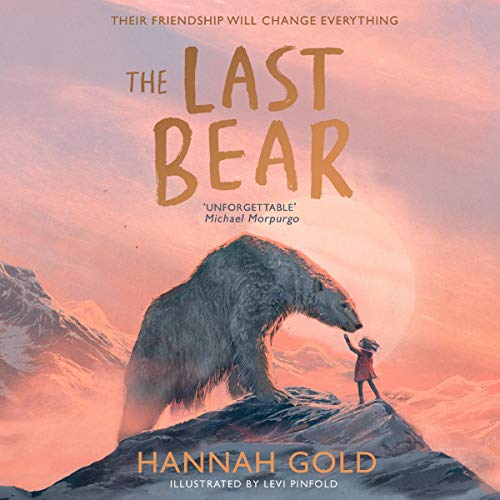 THEIR FRIENDSHIP WILL CHANGE EVERYTHING
THE LAST
BEAR
'UNFORGETTABLE'
Michael Morpurgo
HANNAH GOLD
ILLUSTRATED BY LEVI PINFOLD